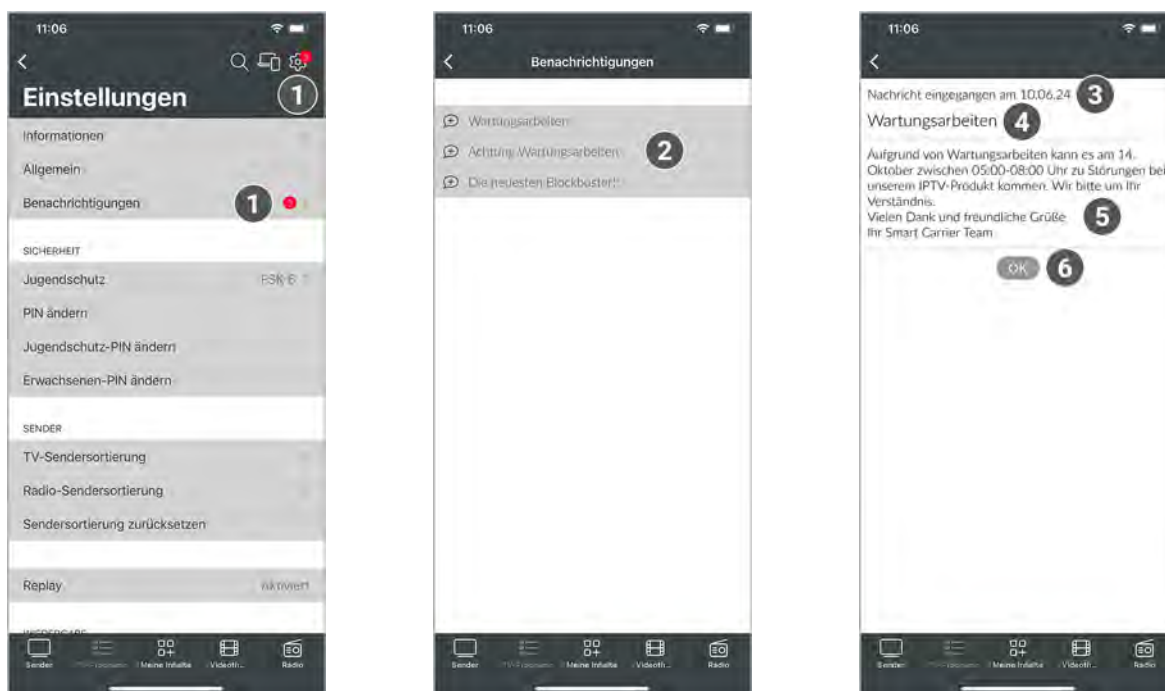 11:06
Einstellungen
1
Informationen
Allgemein
Benachrichtigungen
1
SICHERHEIT
Jugendschutz FSK 6
PIN ändern
Jugendschutz-PIN ändern
Erwachsenen-PIN ändern
SENDER
TV-Sendersortierung
Radio-Sendersortierung
Sendersortierung zurücksetzen
Replay Aktiviert
WIEDERGABE
Sender
Meine Inhalte
Videoth...
Radio
11:06
Benachrichtigungen
Wartungsarbeiten
Achtung Wartungsarbeiten
2
Die neuesten Blockbuster!!
Sender
Meine Inhalte
Videoth...
Radio
11:06
Nachricht eingegangen am 10.06.24
3
Wartungsarbeiten
4
Aufgrund von Wartungsarbeiten kann es am 14.
Oktober zwischen 05:00-08:00 Uhr zu Störungen bei
unserem IPTV-Produkt kommen. Wir bitte um Ihr
Verständnis.
Vielen Dank und freundliche Grüße
Ihr Smart Carrier Team
5
OK
6
Sender
Meine Inhalte
Videoth...
Radio